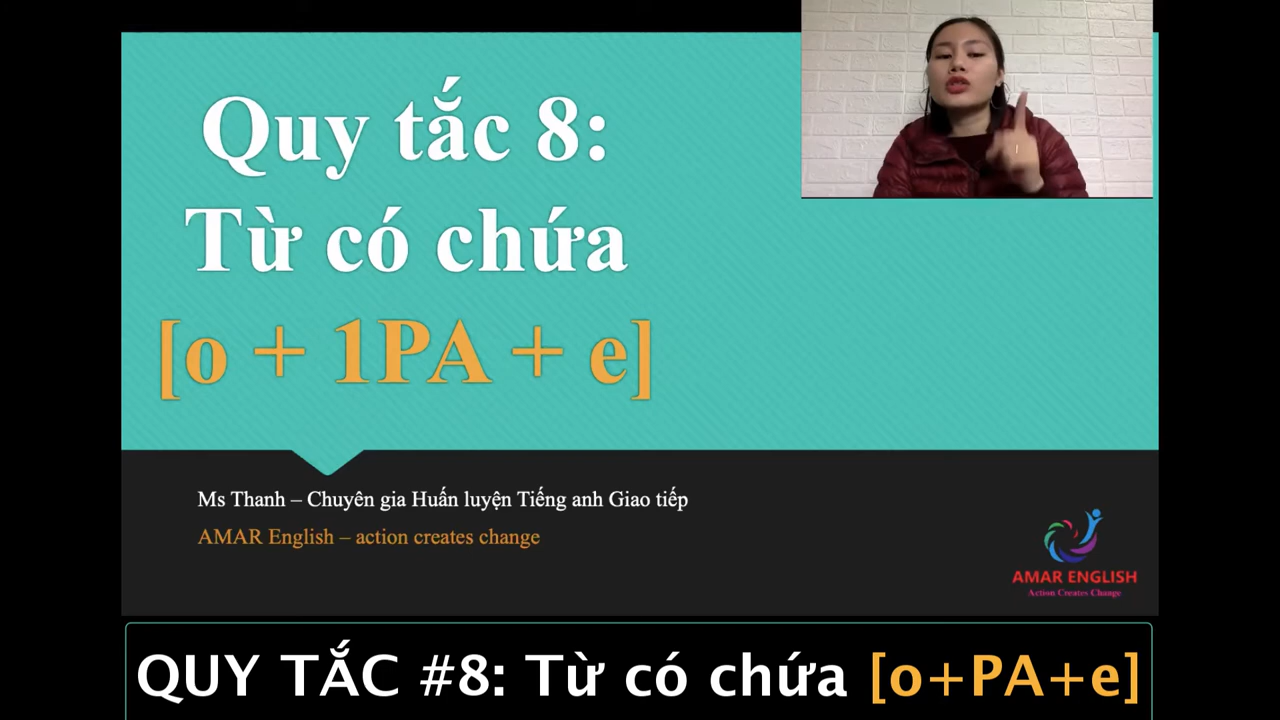 Quy tắc 8:
Từ có chứa
[o + 1PA + e]
Ms Thanh – Chuyên gia Huấn luyện Tiếng anh Giao tiếp
AMAR English – action creates change
AMAR ENGLISH
Action Creates Change
QUY TẮC #8: Từ có chứa [o+PA+e]